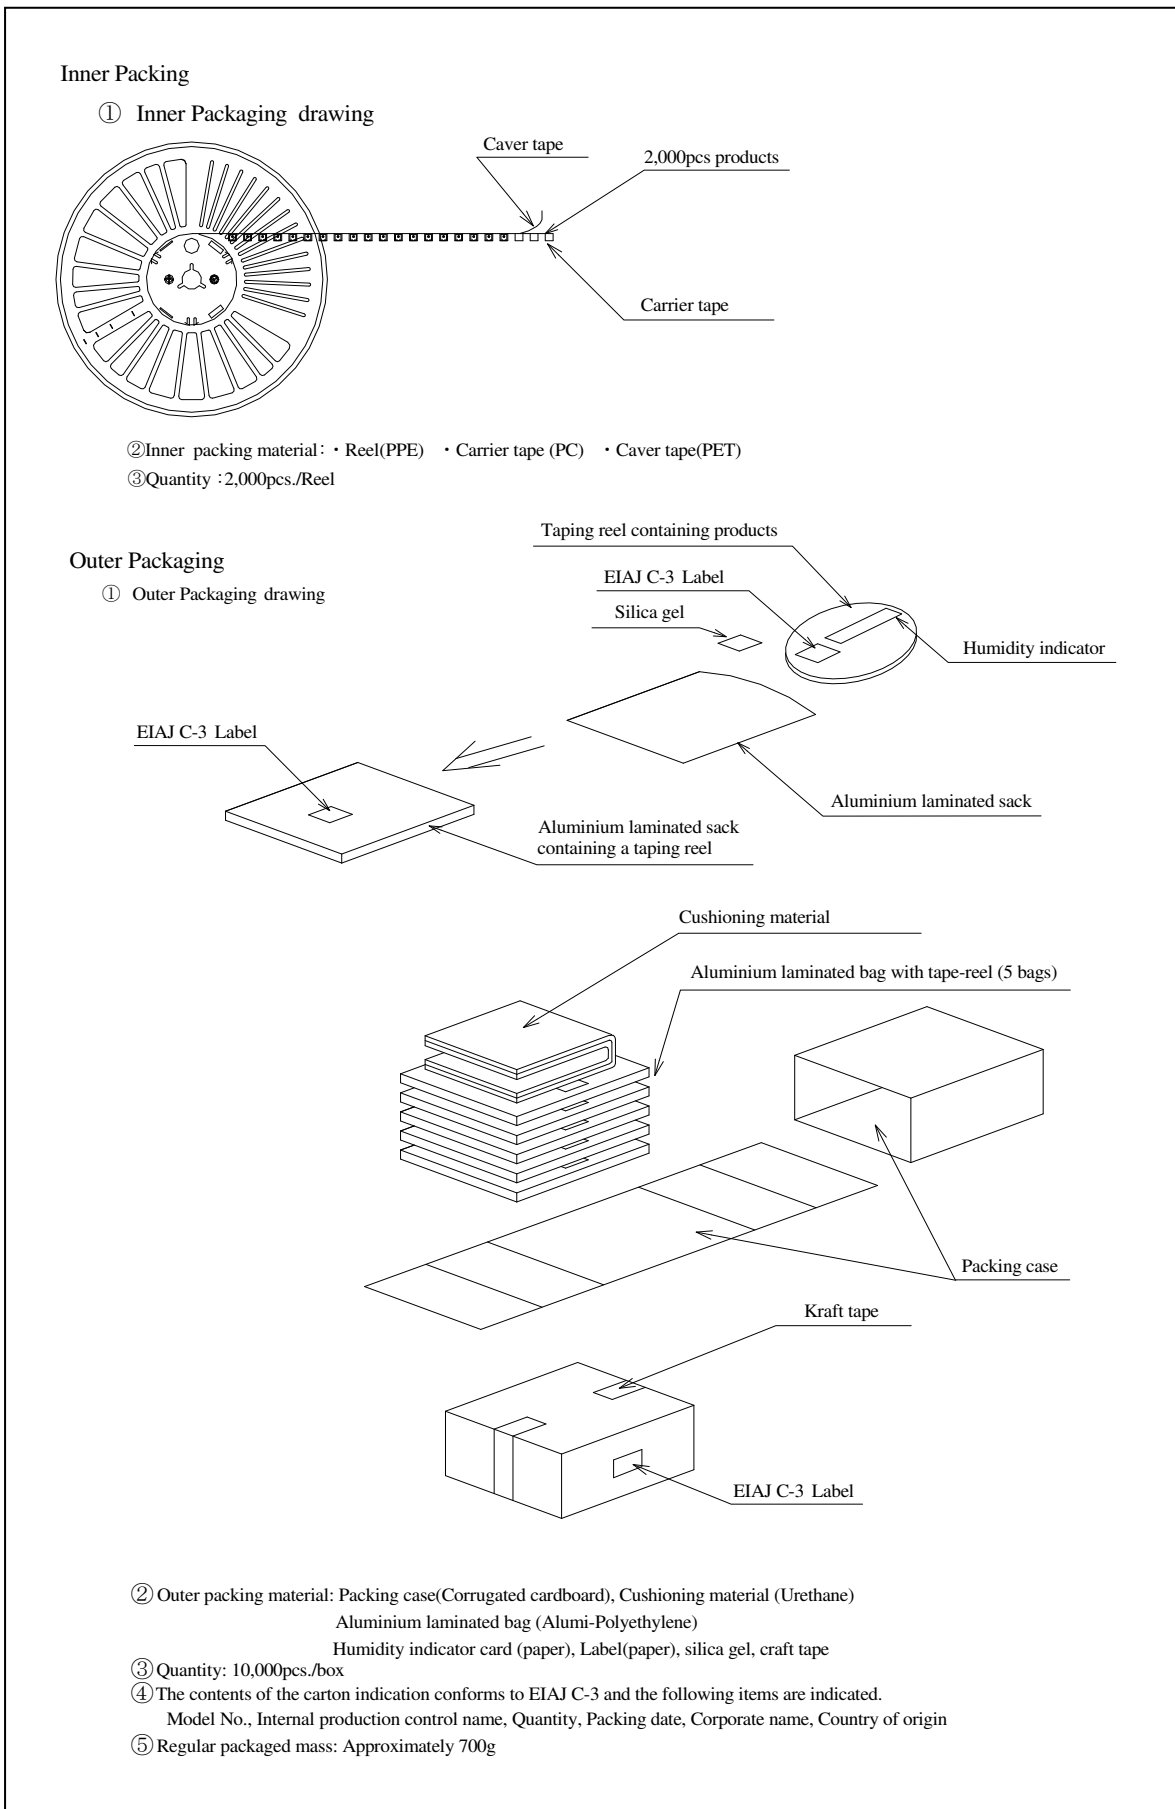 Inner Packing
① Inner Packaging drawing
Caver tape
2,000pcs products
Carrier tape
②Inner packing material: ・Reel(PPE) ・Carrier tape (PC) ・Caver tape(PET)
③Quantity :2,000pcs./Reel
Outer Packaging
① Outer Packaging drawing
Taping reel containing products
EIAJ C-3 Label
Silica gel
Humidity indicator
EIAJ C-3 Label
Aluminium laminated sack
Aluminium laminated sack
containing a taping reel
Cushioning material
Aluminium laminated bag with tape-reel (5 bags)
Packing case
Kraft tape
EIAJ C-3 Label
② Outer packing material: Packing case(Corrugated cardboard), Cushioning material (Urethane)
Aluminium laminated bag (Alumi-Polyethylene)
Humidity indicator card (paper), Label(paper), silica gel, craft tape
③ Quantity: 10,000pcs./box
④ The contents of the carton indication conforms to EIAJ C-3 and the following items are indicated.
Model No., Internal production control name, Quantity, Packing date, Corporate name, Country of origin
⑤ Regular packaged mass: Approximately 700g